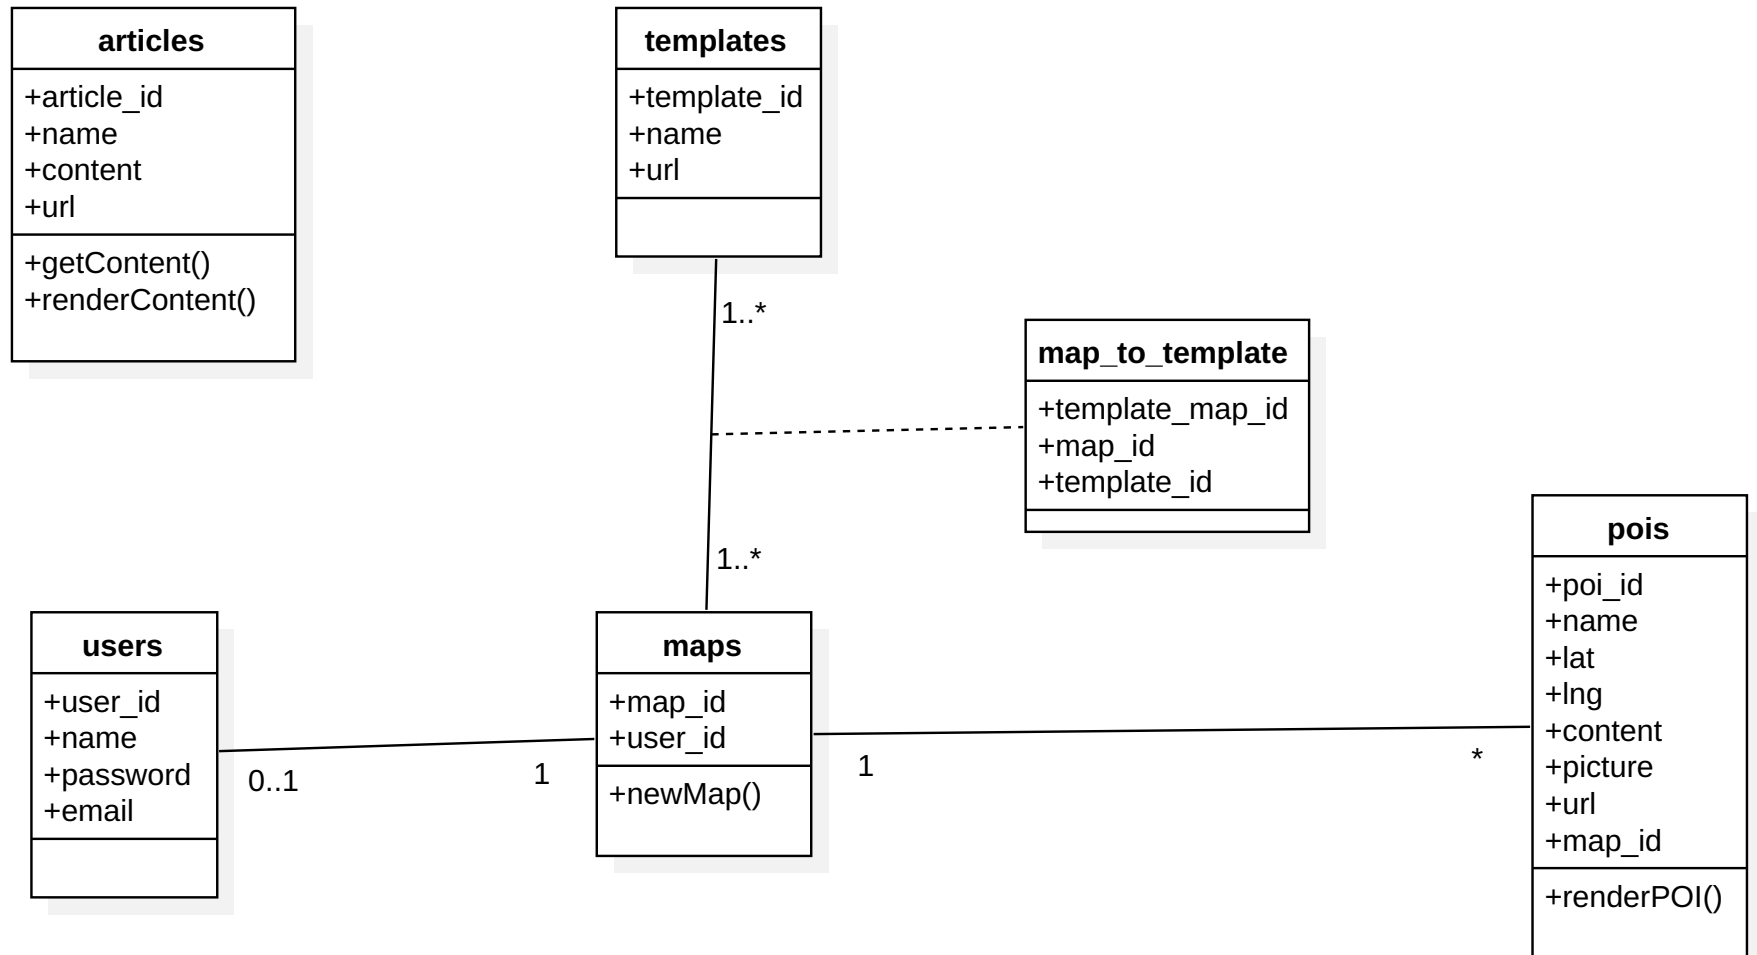 articles
+article_id
+name
+content
+url
+getContent()
+renderContent()
templates
+template_id
+name
+url
1..*
map_to_template
+template_map_id
+map_id
+template_id
1..*
users
+user_id
+name
+password
+email
0..1
1
maps
+map_id
+user_id
+newMap()
1
*
pois
+poi_id
+name
+lat
+lng
+content
+picture
+url
+map_id
+renderPOI()